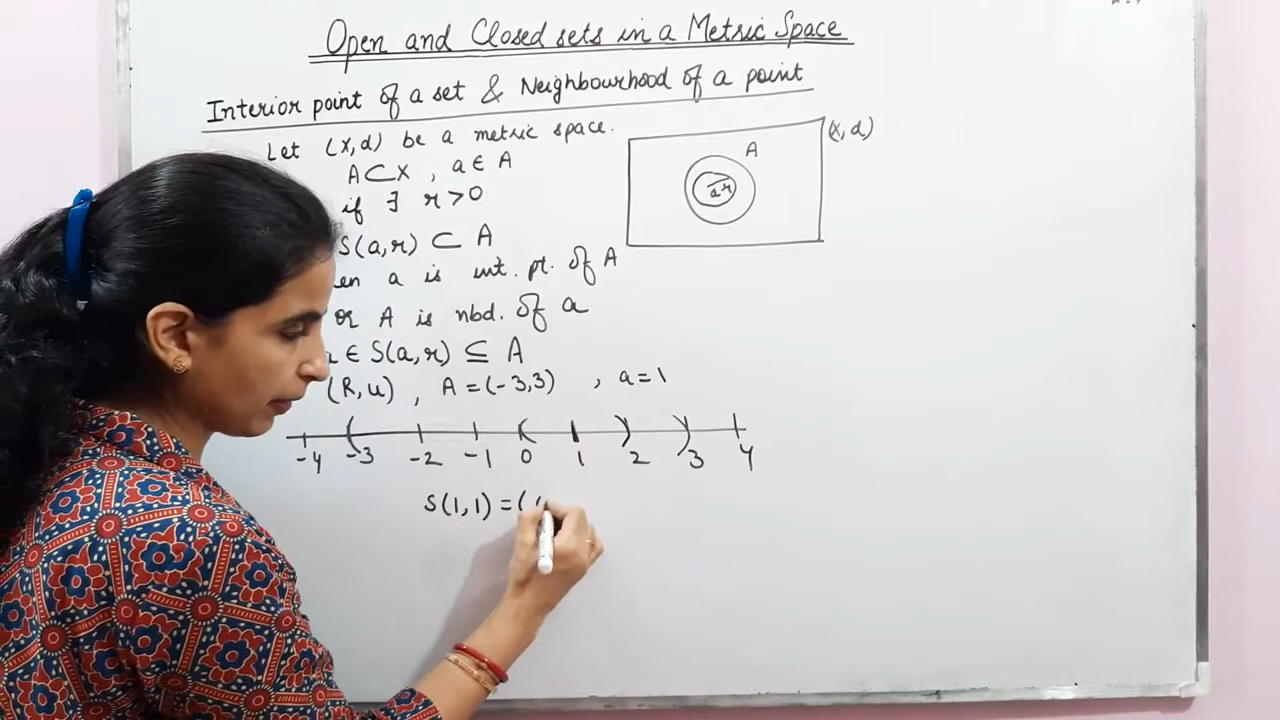 Open and Closed sets in a Metric Space
Interior point of a set & Neighbourhood of a point
Let (X,d) be a metric space.
A⊂X , a∈A
if ∃ r>0
S(a,r) ⊂ A
en a is int. pt. of A
or A is nbd. of a
∈ S(a,r) ⊆ A
(R,u) , A=(-3,3) , a=1
-4 -3 -2 -1 0 1 2 3 4
S(1,1) = (
(X,d)
A
a r